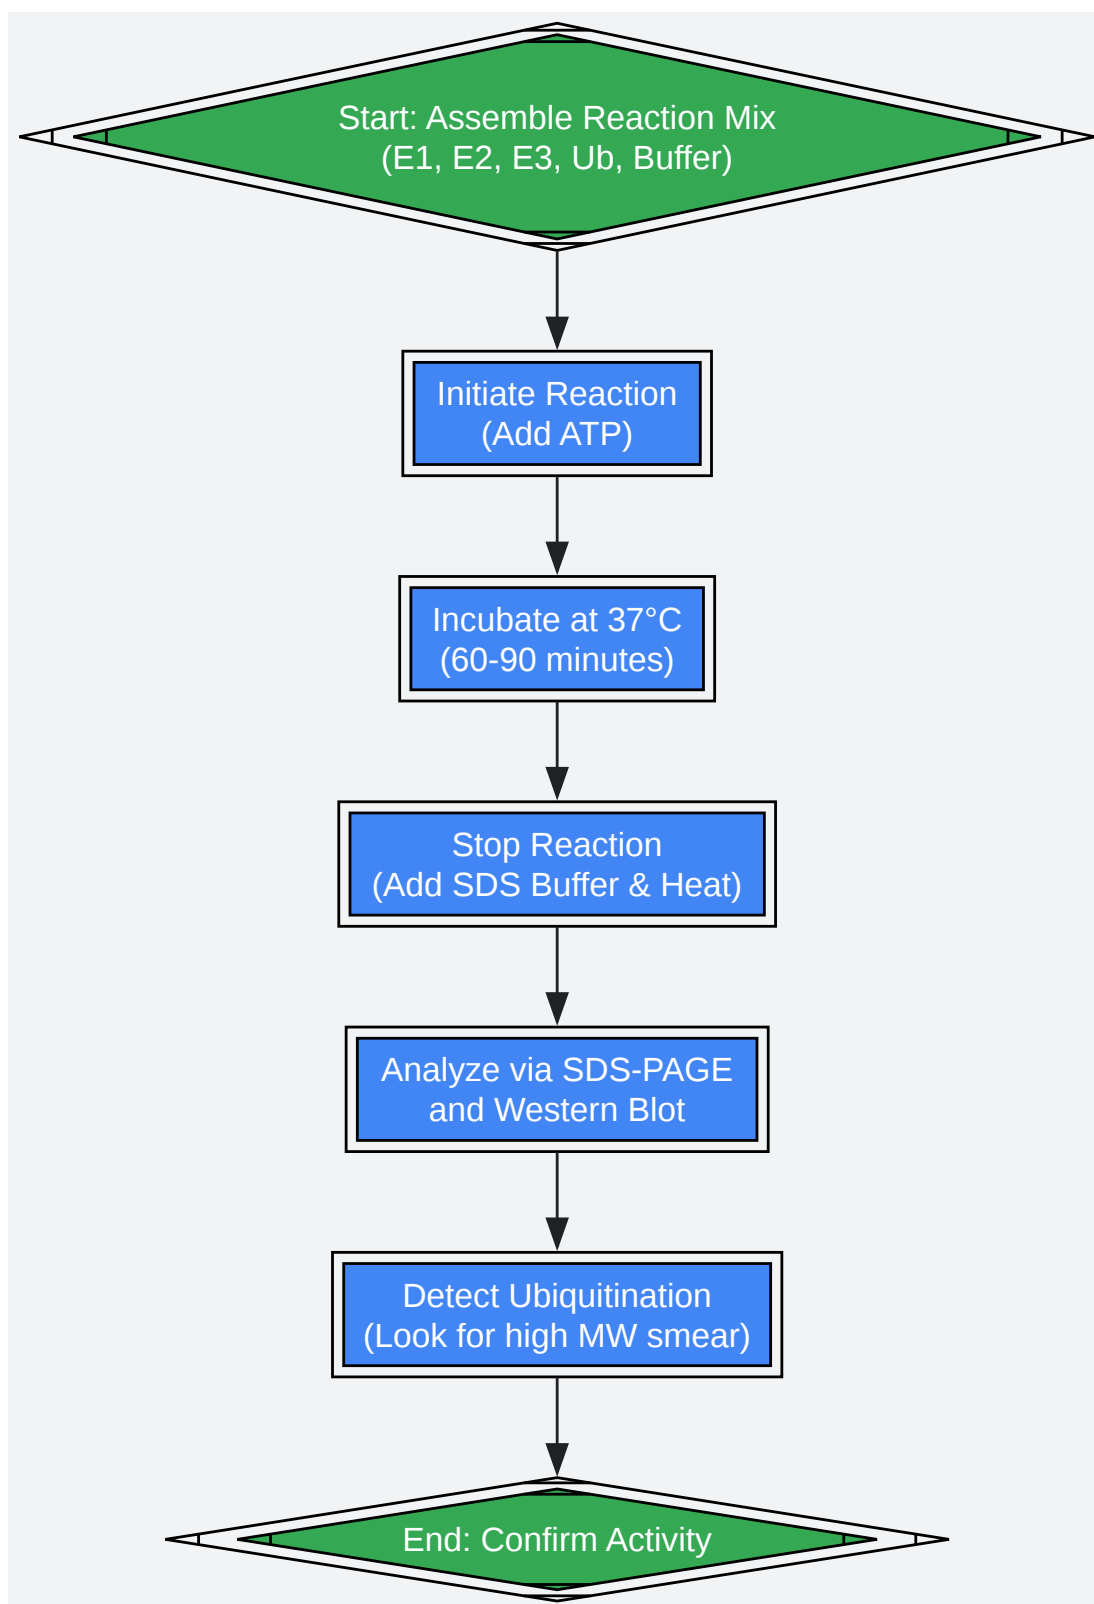 Start: Assemble Reaction Mix
(E1, E2, E3, Ub, Buffer)
Initiate Reaction
(Add ATP)
Incubate at 37°C
(60-90 minutes)
Stop Reaction
(Add SDS Buffer & Heat)
Analyze via SDS-PAGE
and Western Blot
Detect Ubiquitination
(Look for high MW smear)
End: Confirm Activity